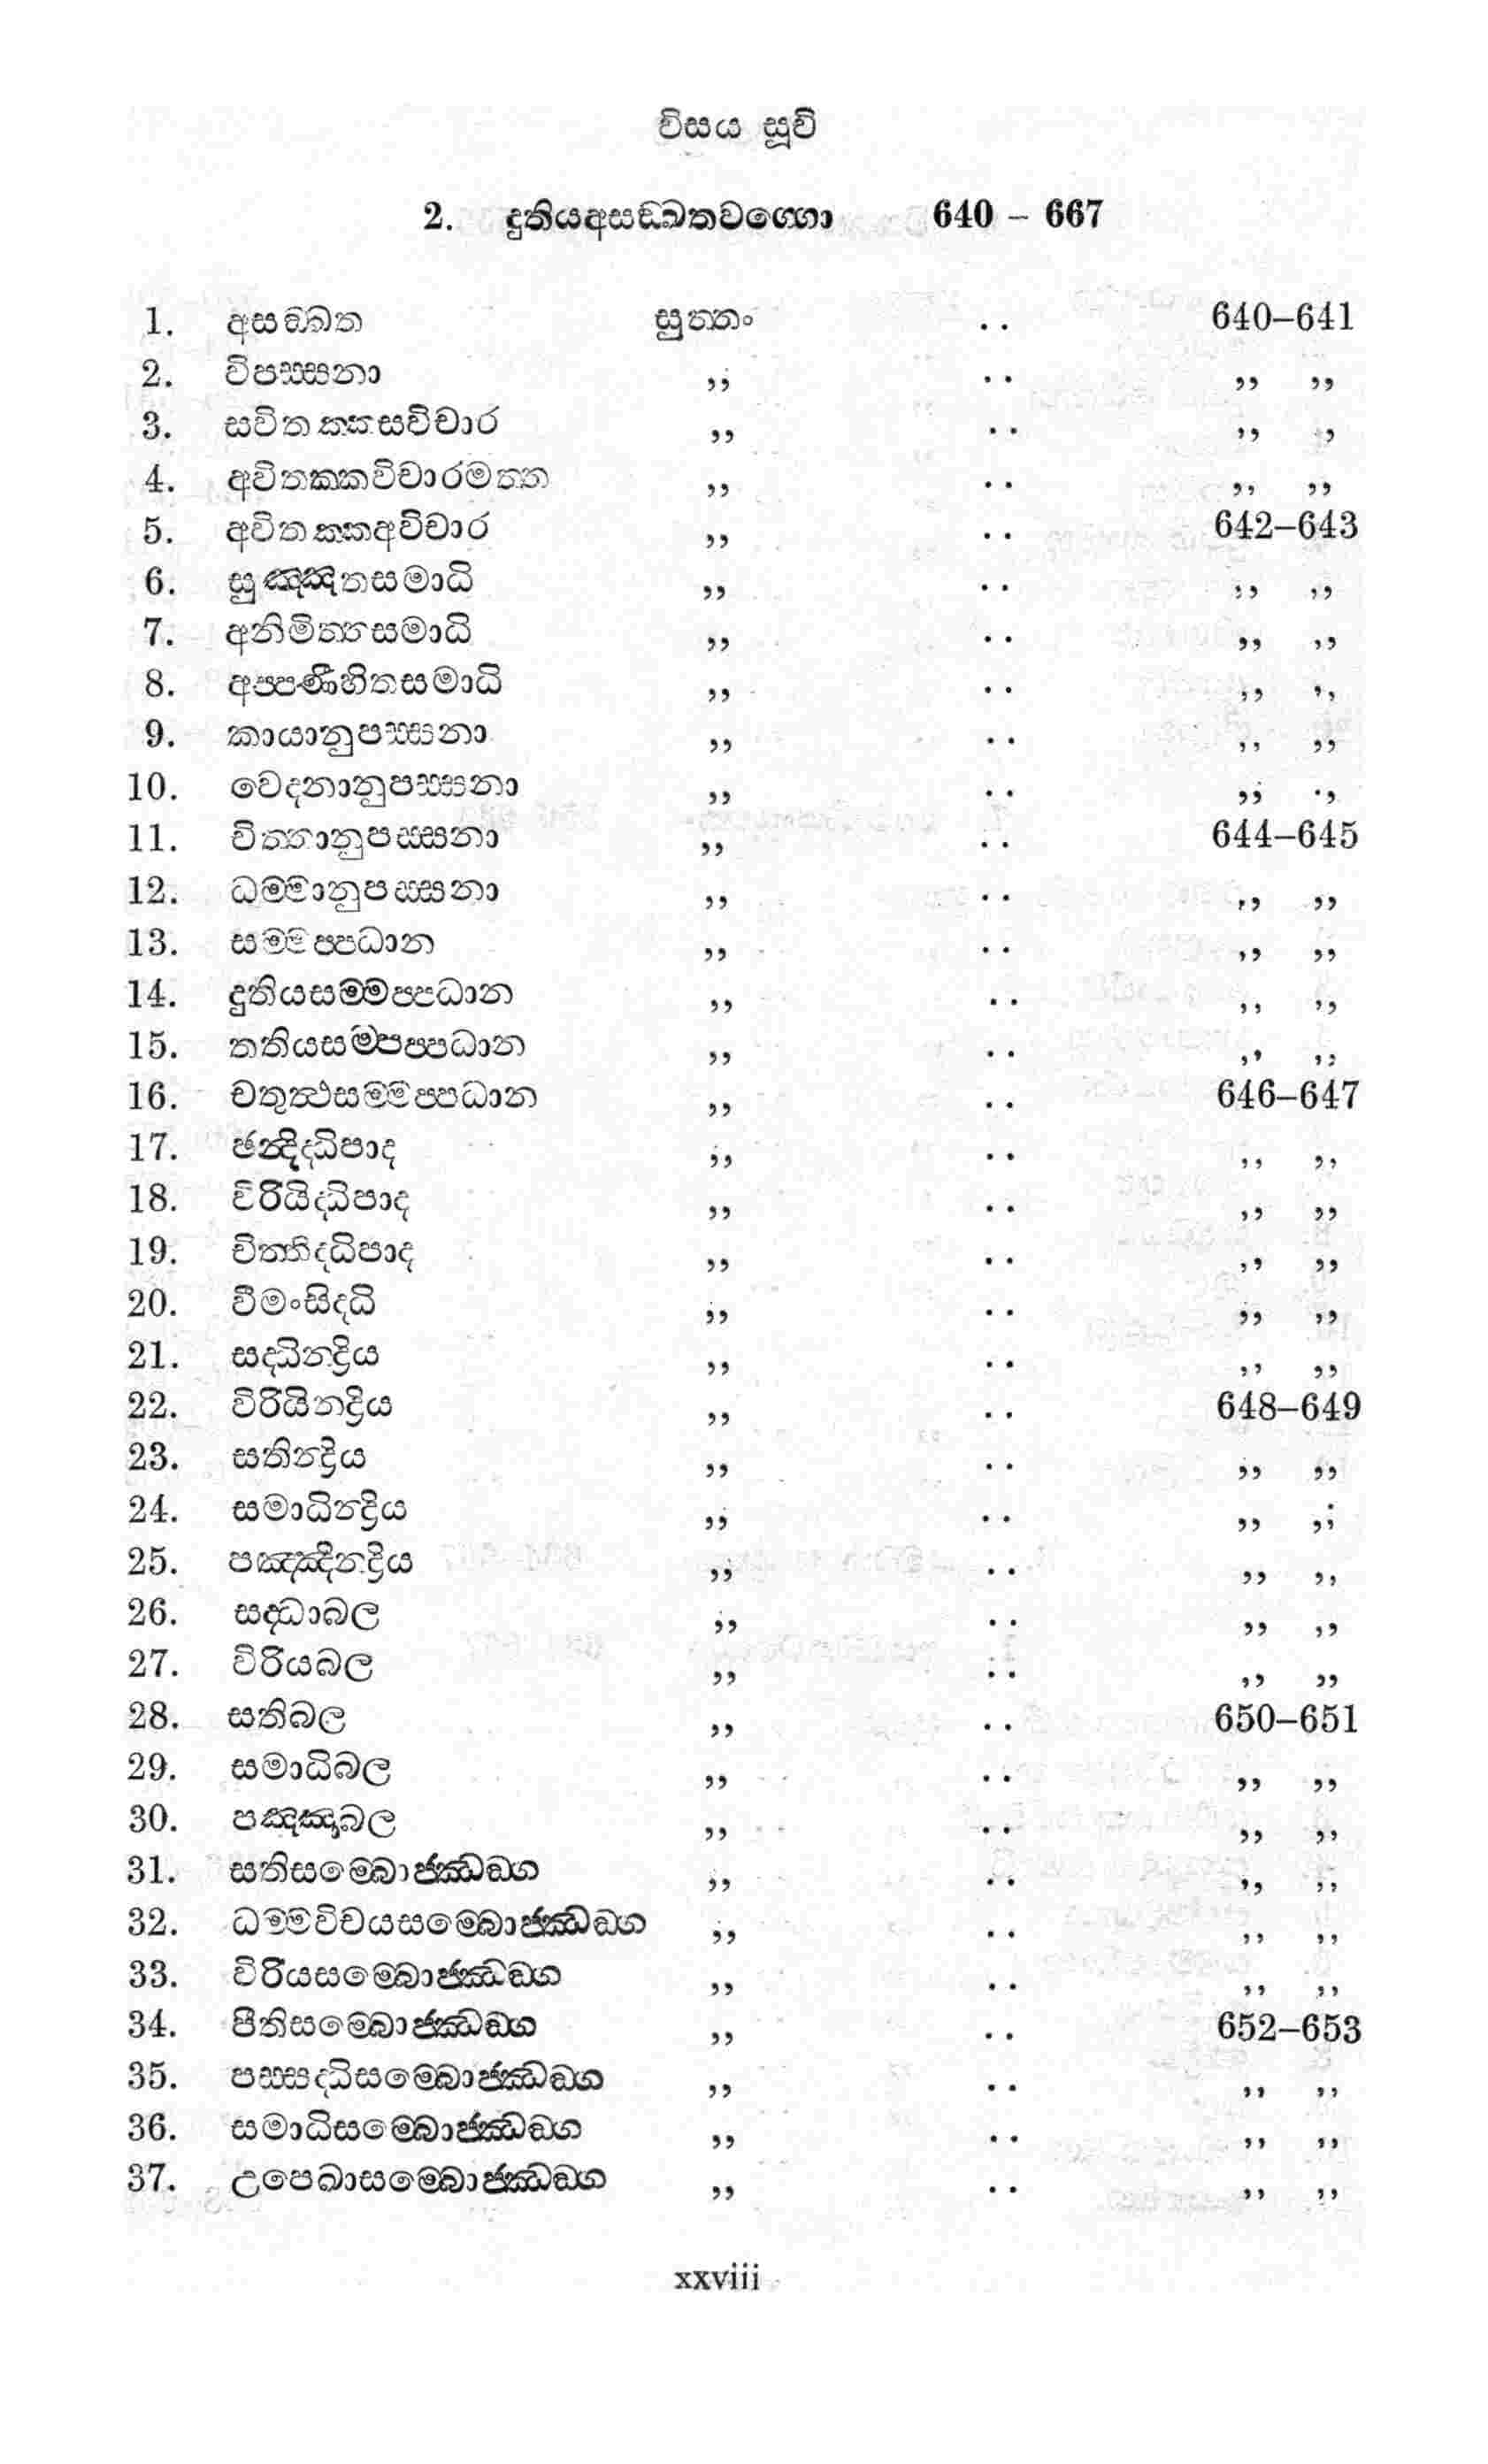 විසය සූචි
2. දුතියඅසඞ්ඛතවග්ගො 640 – 667
1. අසඞ්ඛත සුත්තං .. 640–641
2. විපස්සනා ,, .. ,, ,,
3. සවිතක්කසවිචාර ,, .. ,, ,,
4. අවිතක්කවිචාරමත්ත ,, .. ,, ,,
5. අවිතක්කඅවිචාර ,, .. 642–643
6. සුඤ්ඤතසමාධි ,, .. ,, ,,
7. අනිමිත්තසමාධි ,, .. ,, ,,
8. අප්පණීහිතසමාධි ,, .. ,, ,,
9. කායානුපස්සනා ,, .. ,, ,,
10. වෙදනානුපස්සනා ,, .. ,, ,,
11. චිත්තානුපස්සනා ,, .. 644–645
12. ධම්මානුපස්සනා ,, .. ,, ,,
13. සම්මප්පධාන ,, .. ,, ,,
14. දුතියසම්මප්පධාන ,, .. ,, ,,
15. තතියසම්පප්පධාන ,, .. ,, ,,
16. චතුත්ථසම්මප්පධාන ,, .. 646–647
17. ඡන්දිද්ධිපාද ,, .. ,, ,,
18. විරියිද්ධිපාද ,, .. ,, ,,
19. චිත්තිද්ධිපාද ,, .. ,, ,,
20. වීමංසිද්ධි ,, .. ,, ,,
21. සද්ධින්ද්‍රිය ,, .. ,, ,,
22. විරියින්ද්‍රිය ,, .. 648–649
23. සතින්ද්‍රිය ,, .. ,, ,,
24. සමාධින්ද්‍රිය ,, .. ,, ,,
25. පඤ්ඤින්ද්‍රිය ,, .. ,, ,,
26. සද්ධාබල ,, .. ,, ,,
27. විරියබල ,, .. ,, ,,
28. සතිබල ,, .. 650–651
29. සමාධිබල ,, .. ,, ,,
30. පඤ්ඤාබල ,, .. ,, ,,
31. සතිසම්බොජ්ඣඞ්ග ,, .. ,, ,,
32. ධම්මවිචයසම්බොජ්ඣඞ්ග ,, .. ,, ,,
33. විරියසම්බොජ්ඣඞ්ග ,, .. ,, ,,
34. පීතිසම්බොජ්ඣඞ්ග ,, .. 652–653
35. පස්සද්ධිසම්බොජ්ඣඞ්ග ,, .. ,, ,,
36. සමාධිසම්බොජ්ඣඞ්ග ,, .. ,, ,,
37. උපෙඛාසම්බොජ්ඣඞ්ග ,, .. ,, ,,
xxviii